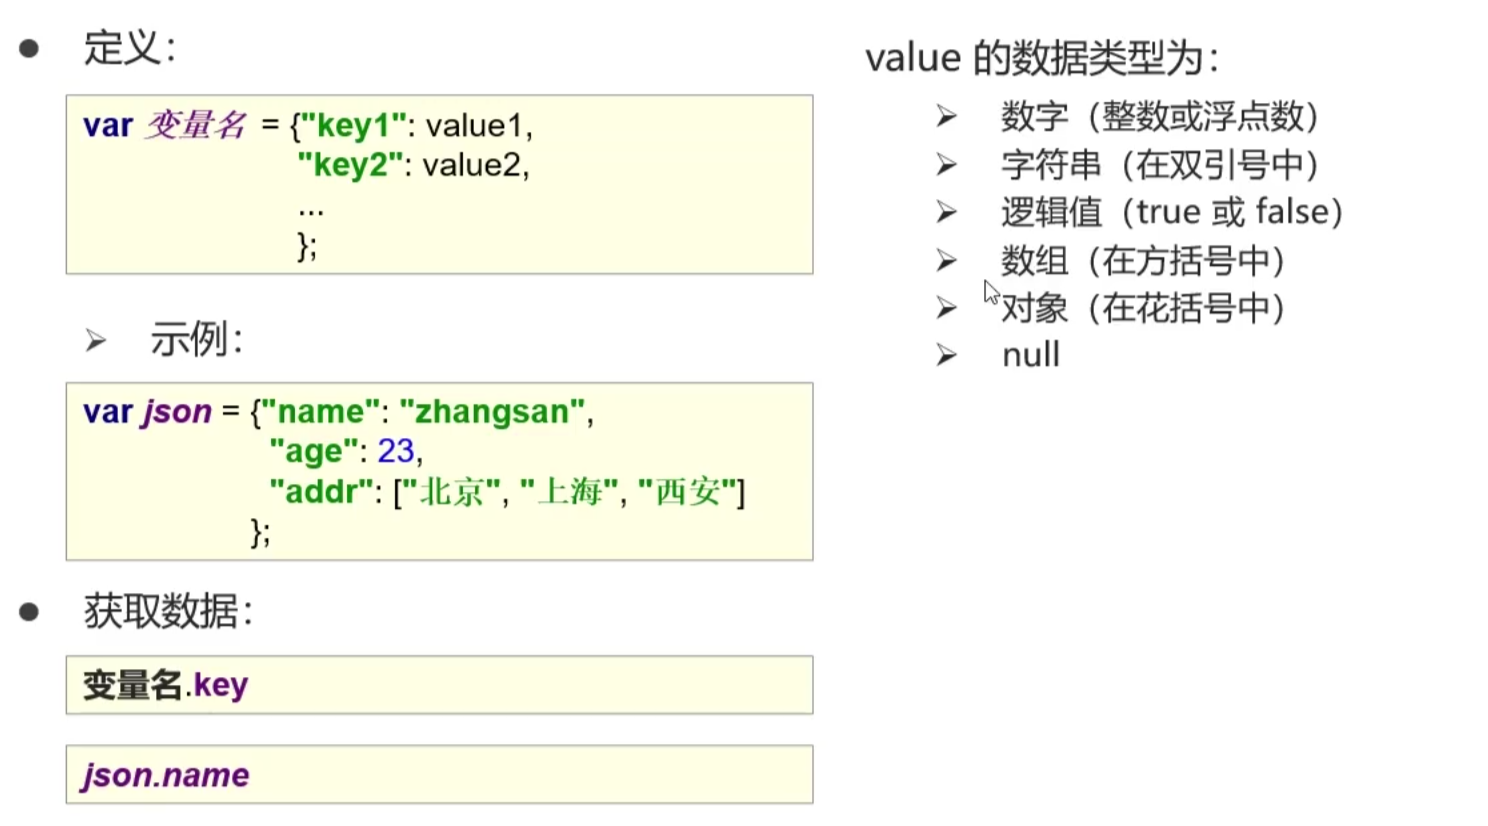 定义：
var 变量名 = {"key1": value1,
"key2": value2,
...
};
示例：
var json = {"name": "zhangsan",
"age": 23,
"addr": ["北京", "上海", "西安"]
};
获取数据：
变量名.key
json.name
value 的数据类型为：
数字（整数或浮点数）
字符串（在双引号中）
逻辑值（true 或 false）
数组（在方括号中）
对象（在花括号中）
null